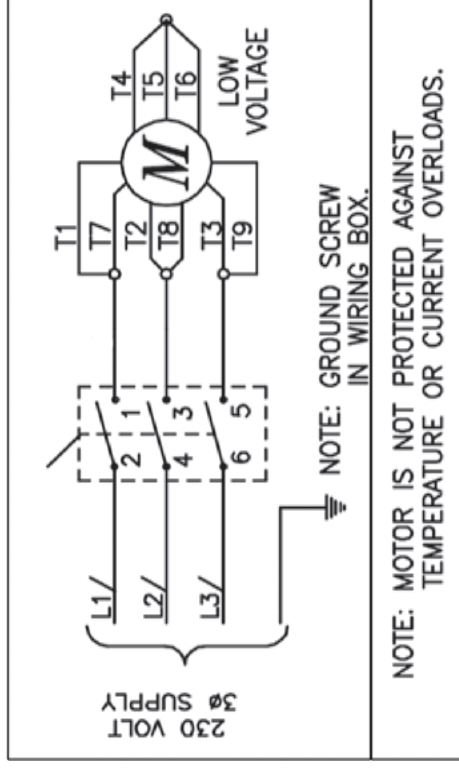 230 VOLT
3ø SUPPLY
L1
L2
L3
2
1
4
3
6
5
T1
T7
T2
T8
T3
T9
M
T4
T5
T6
LOW
VOLTAGE
NOTE: GROUND SCREW
IN WIRING BOX.
NOTE: MOTOR IS NOT PROTECTED AGAINST
TEMPERATURE OR CURRENT OVERLOADS.